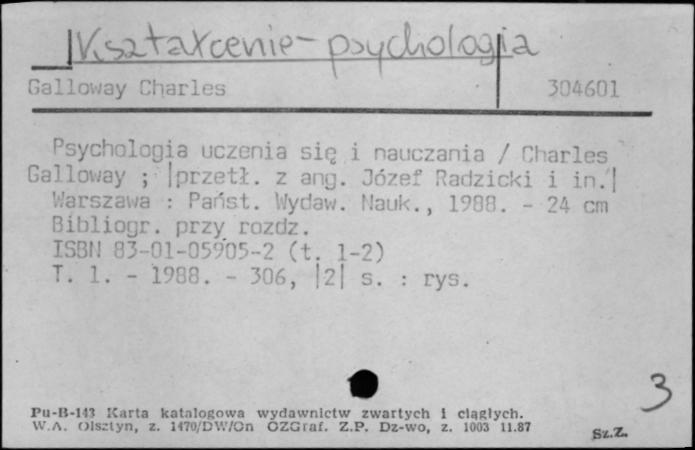 Kształcenie - psychologia
Galloway Charles 304601
Psychologia uczenia się i nauczania / Charles
Galloway ; |przetł. z ang. Józef Radzicki i in.|
Warszawa : Państ. Wydaw. Nauk., 1988. - 24 cm
Bibliogr. przy rozdz.
ISBN 83-01-05905-2 (t. 1-2)
T. 1. - 1988. - 306, |2| s. : rys.
3
Pu-B-143 Karta katalogowa wydawnictw zwartych i ciągłych.
W.A. Olsztyn, z. 1470/DW/On OZGraf. Z.P. Dz-wo, z. 1003 11.87
Sz.Z.